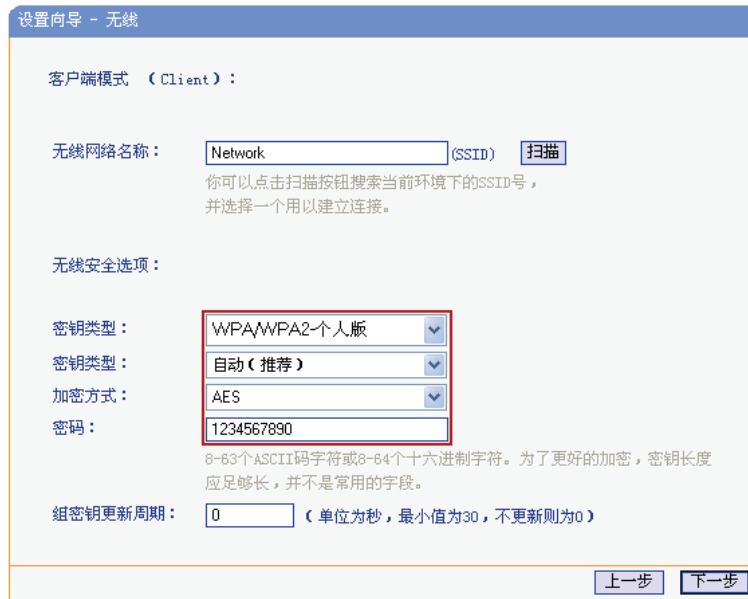 设置向导 - 无线
客户端模式 （Client）：
无线网络名称： Network (SSID) 扫描
你可以点击扫描按钮搜索当前环境下的SSID号，
并选择一个用以建立连接。
无线安全选项：
密钥类型： WPA/WPA2-个人版
密钥类型： 自动（推荐）
加密方式： AES
密码： 1234567890
8-63个ASCII码字符或8-64个十六进制字符。为了更好的加密，密钥长度
应足够长，并不是常用的字段。
组密钥更新周期： 0 （单位为秒，最小值为30，不更新则为0）
上一步 下一步